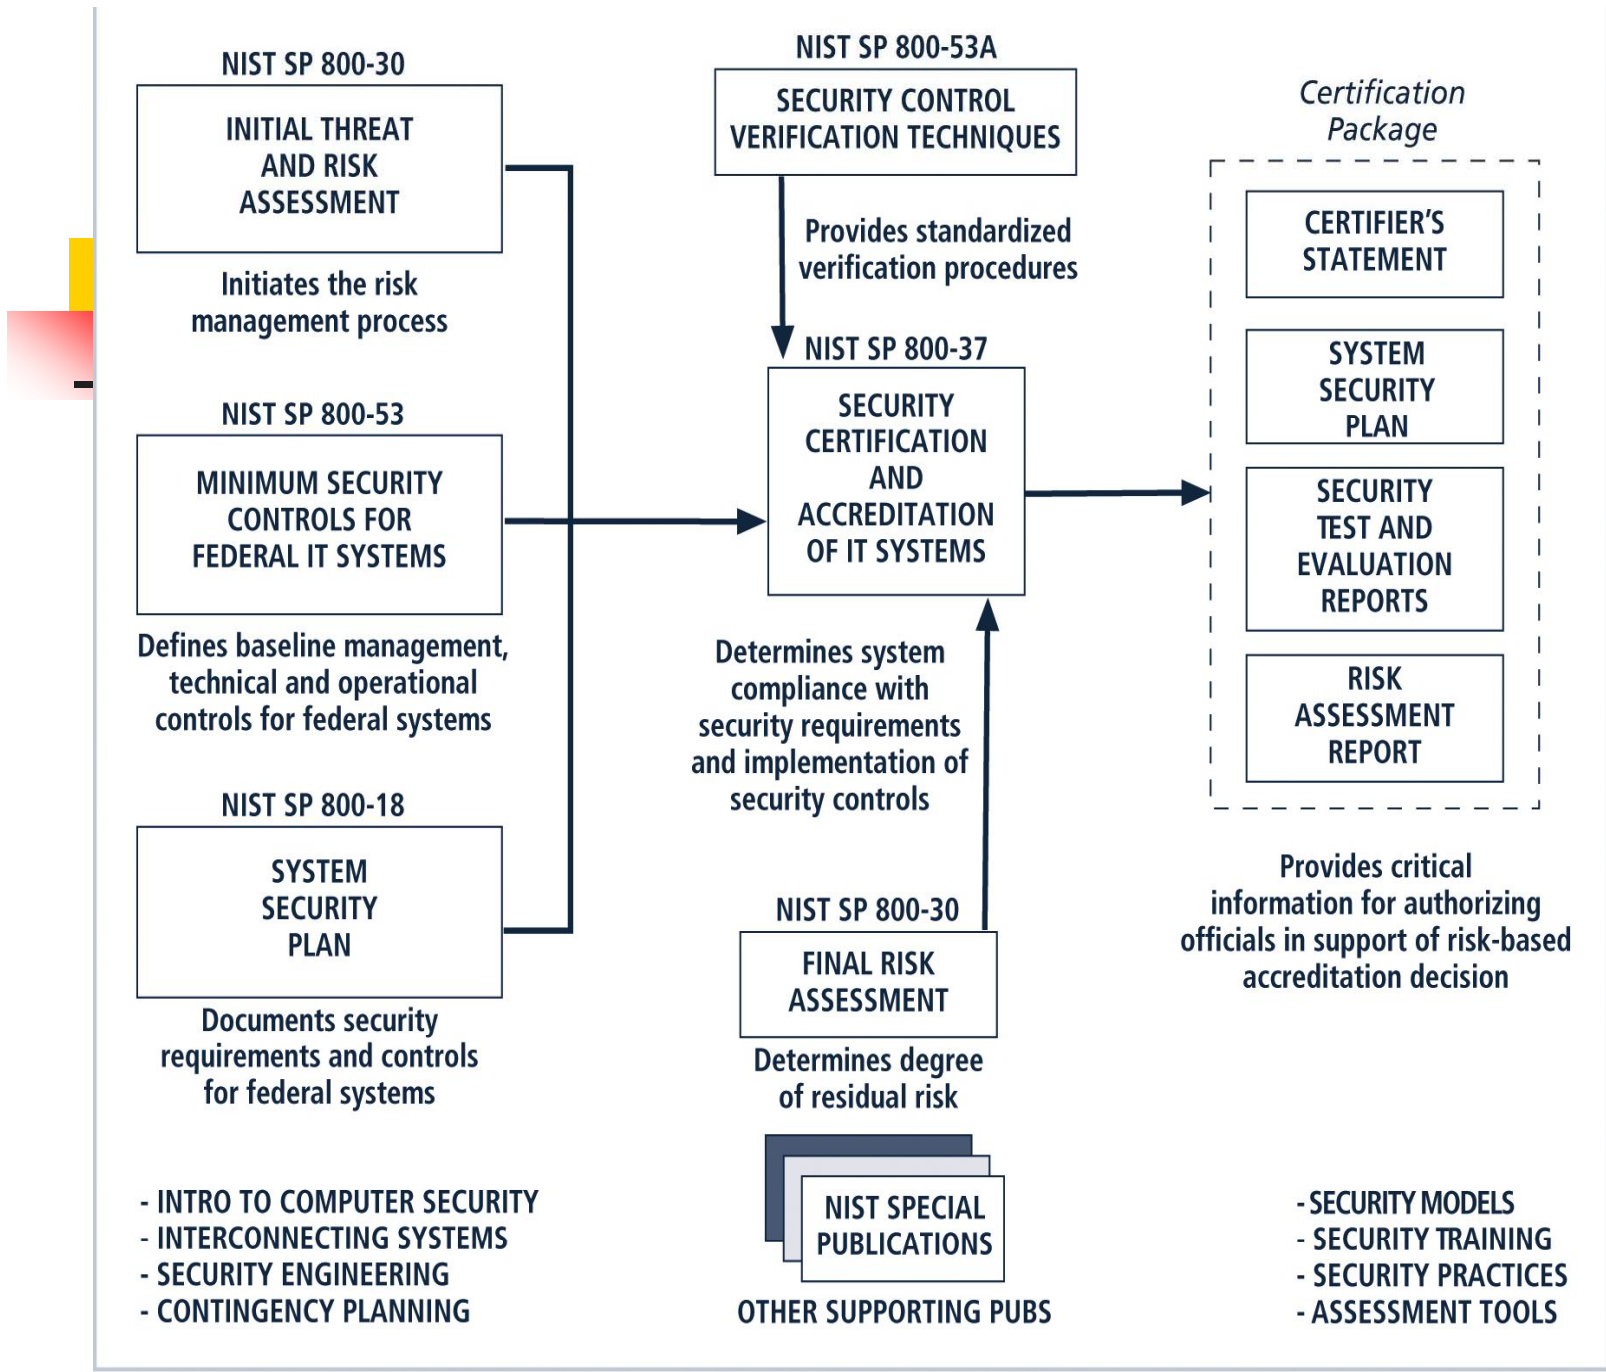 NIST SP 800-30
INITIAL THREAT
AND RISK
ASSESSMENT
Initiates the risk
management process
NIST SP 800-53
MINIMUM SECURITY
CONTROLS FOR
FEDERAL IT SYSTEMS
Defines baseline management,
technical and operational
controls for federal systems
NIST SP 800-18
SYSTEM
SECURITY
PLAN
Documents security
requirements and controls
for federal systems
NIST SP 800-53A
SECURITY CONTROL
VERIFICATION TECHNIQUES
Provides standardized
verification procedures
NIST SP 800-37
SECURITY
CERTIFICATION
AND
ACCREDITATION
OF IT SYSTEMS
Determines system
compliance with
security requirements
and implementation of
security controls
NIST SP 800-30
FINAL RISK
ASSESSMENT
Determines degree
of residual risk
Certification
Package
CERTIFIER’S
STATEMENT
SYSTEM
SECURITY
PLAN
SECURITY
TEST AND
EVALUATION
REPORTS
RISK
ASSESSMENT
REPORT
Provides critical
information for authorizing
officials in support of risk-based
accreditation decision
- INTRO TO COMPUTER SECURITY
- INTERCONNECTING SYSTEMS
- SECURITY ENGINEERING
- CONTINGENCY PLANNING
NIST SPECIAL
PUBLICATIONS
OTHER SUPPORTING PUBS
- SECURITY MODELS
- SECURITY TRAINING
- SECURITY PRACTICES
- ASSESSMENT TOOLS